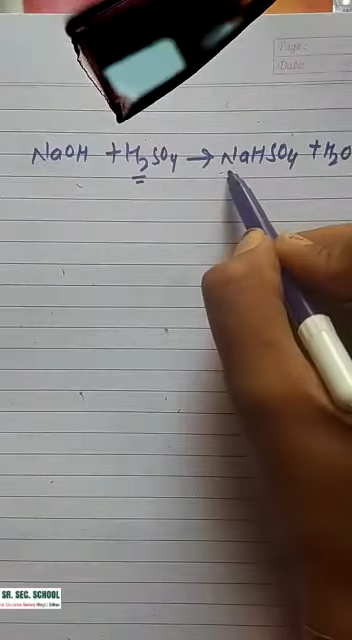 Page:
Date:
NaOH + H₂SO₄ → NaHSO₄ + H₂O
SR. SEC. SCHOOL